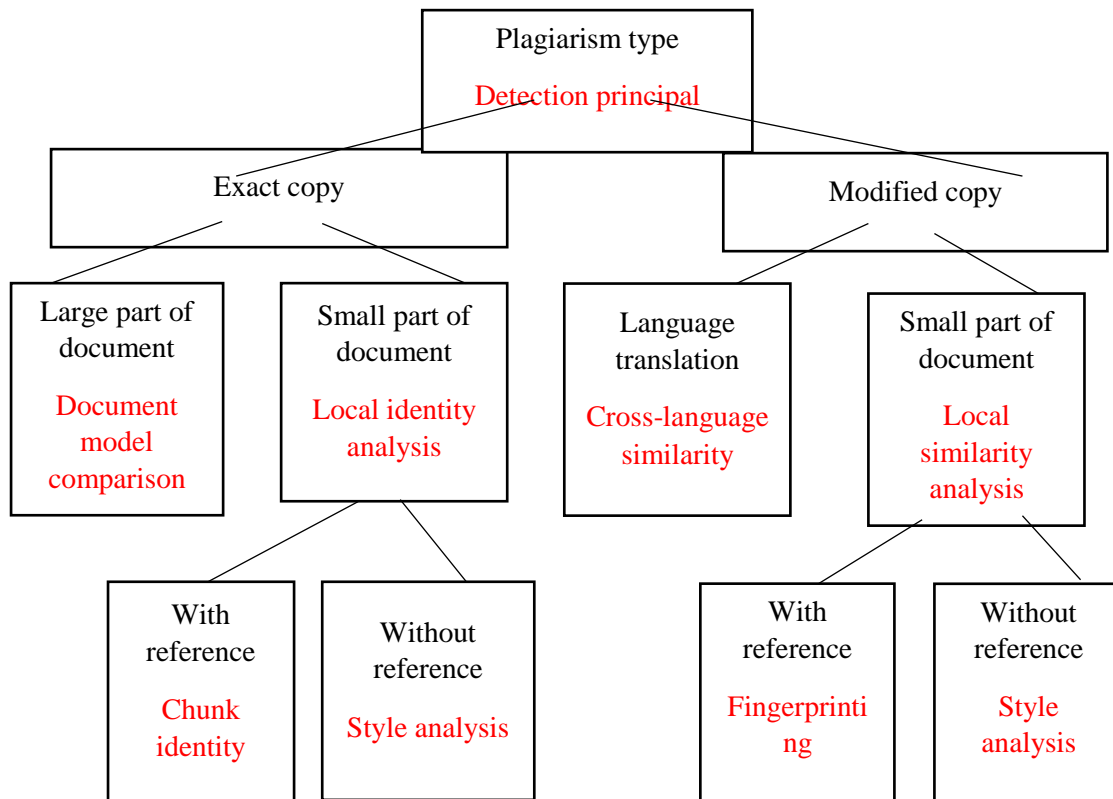 Plagiarism type
Detection principal
Exact copy
Modified copy
Large part of
document
Document
model
comparison
Small part of
document
Local identity
analysis
Language
translation
Cross-language
similarity
Small part of
document
Local
similarity
analysis
With
reference
Chunk
identity
Without
reference
Style analysis
With
reference
Fingerprinti
ng
Without
reference
Style
analysis